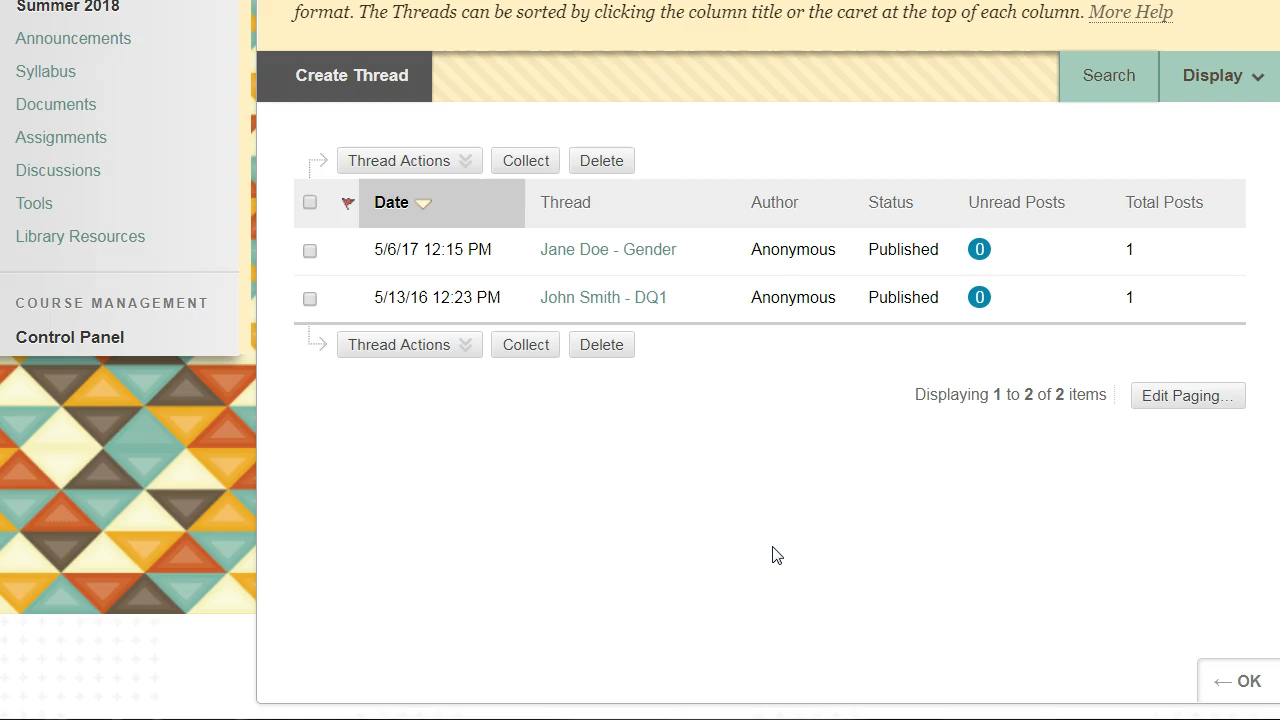 Summer 2018
Announcements
Syllabus
Documents
Assignments
Discussions
Tools
Library Resources
COURSE MANAGEMENT
Control Panel
format. The Threads can be sorted by clicking the column title or the caret at the top of each column. More Help
Create Thread Search Display
Thread Actions Collect Delete
Date Thread Author Status Unread Posts Total Posts
5/6/17 12:15 PM Jane Doe - Gender Anonymous Published 0 1
5/13/16 12:23 PM John Smith - DQ1 Anonymous Published 0 1
Thread Actions Collect Delete
Displaying 1 to 2 of 2 items Edit Paging...
← OK